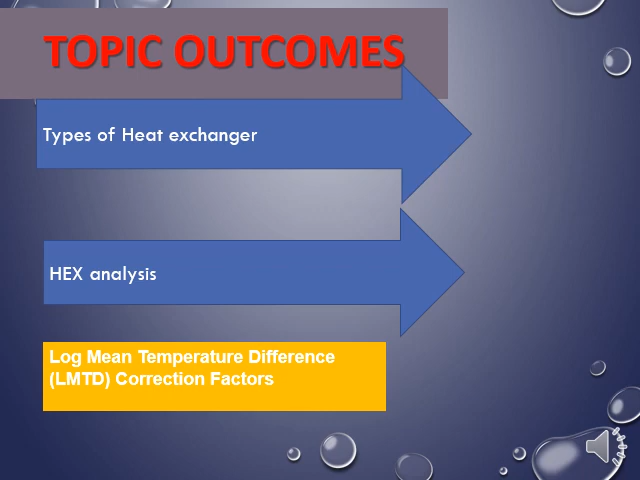 TOPIC OUTCOMES
Types of Heat exchanger
HEX analysis
Log Mean Temperature Difference
(LMTD) Correction Factors